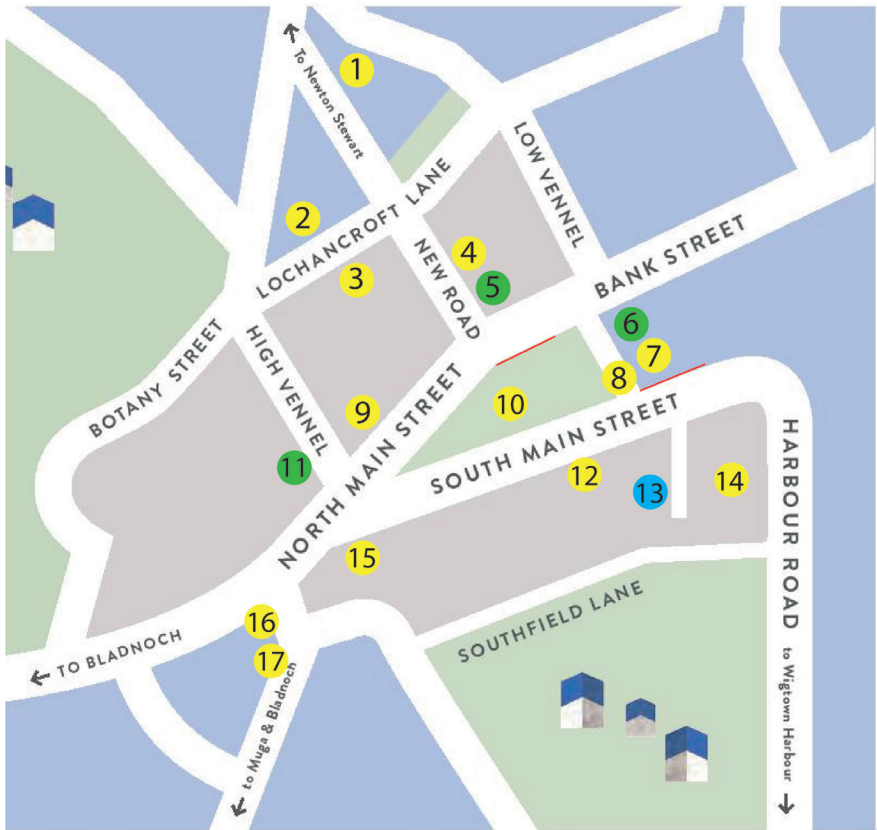 1
To Newton Stewart
LOW VENNEL
2
LOCHANCROFT LANE
3
NEW ROAD
4
5
BANK STREET
6
7
8
BOTANY STREET
HIGH VENNEL
9
10
NORTH MAIN STREET
SOUTH MAIN STREET
11
12
13
14
HARBOUR ROAD
to Wigtown Harbour
15
16
17
SOUTHFIELD LANE
TO BLADNOCH
to Muga & Bladnoch